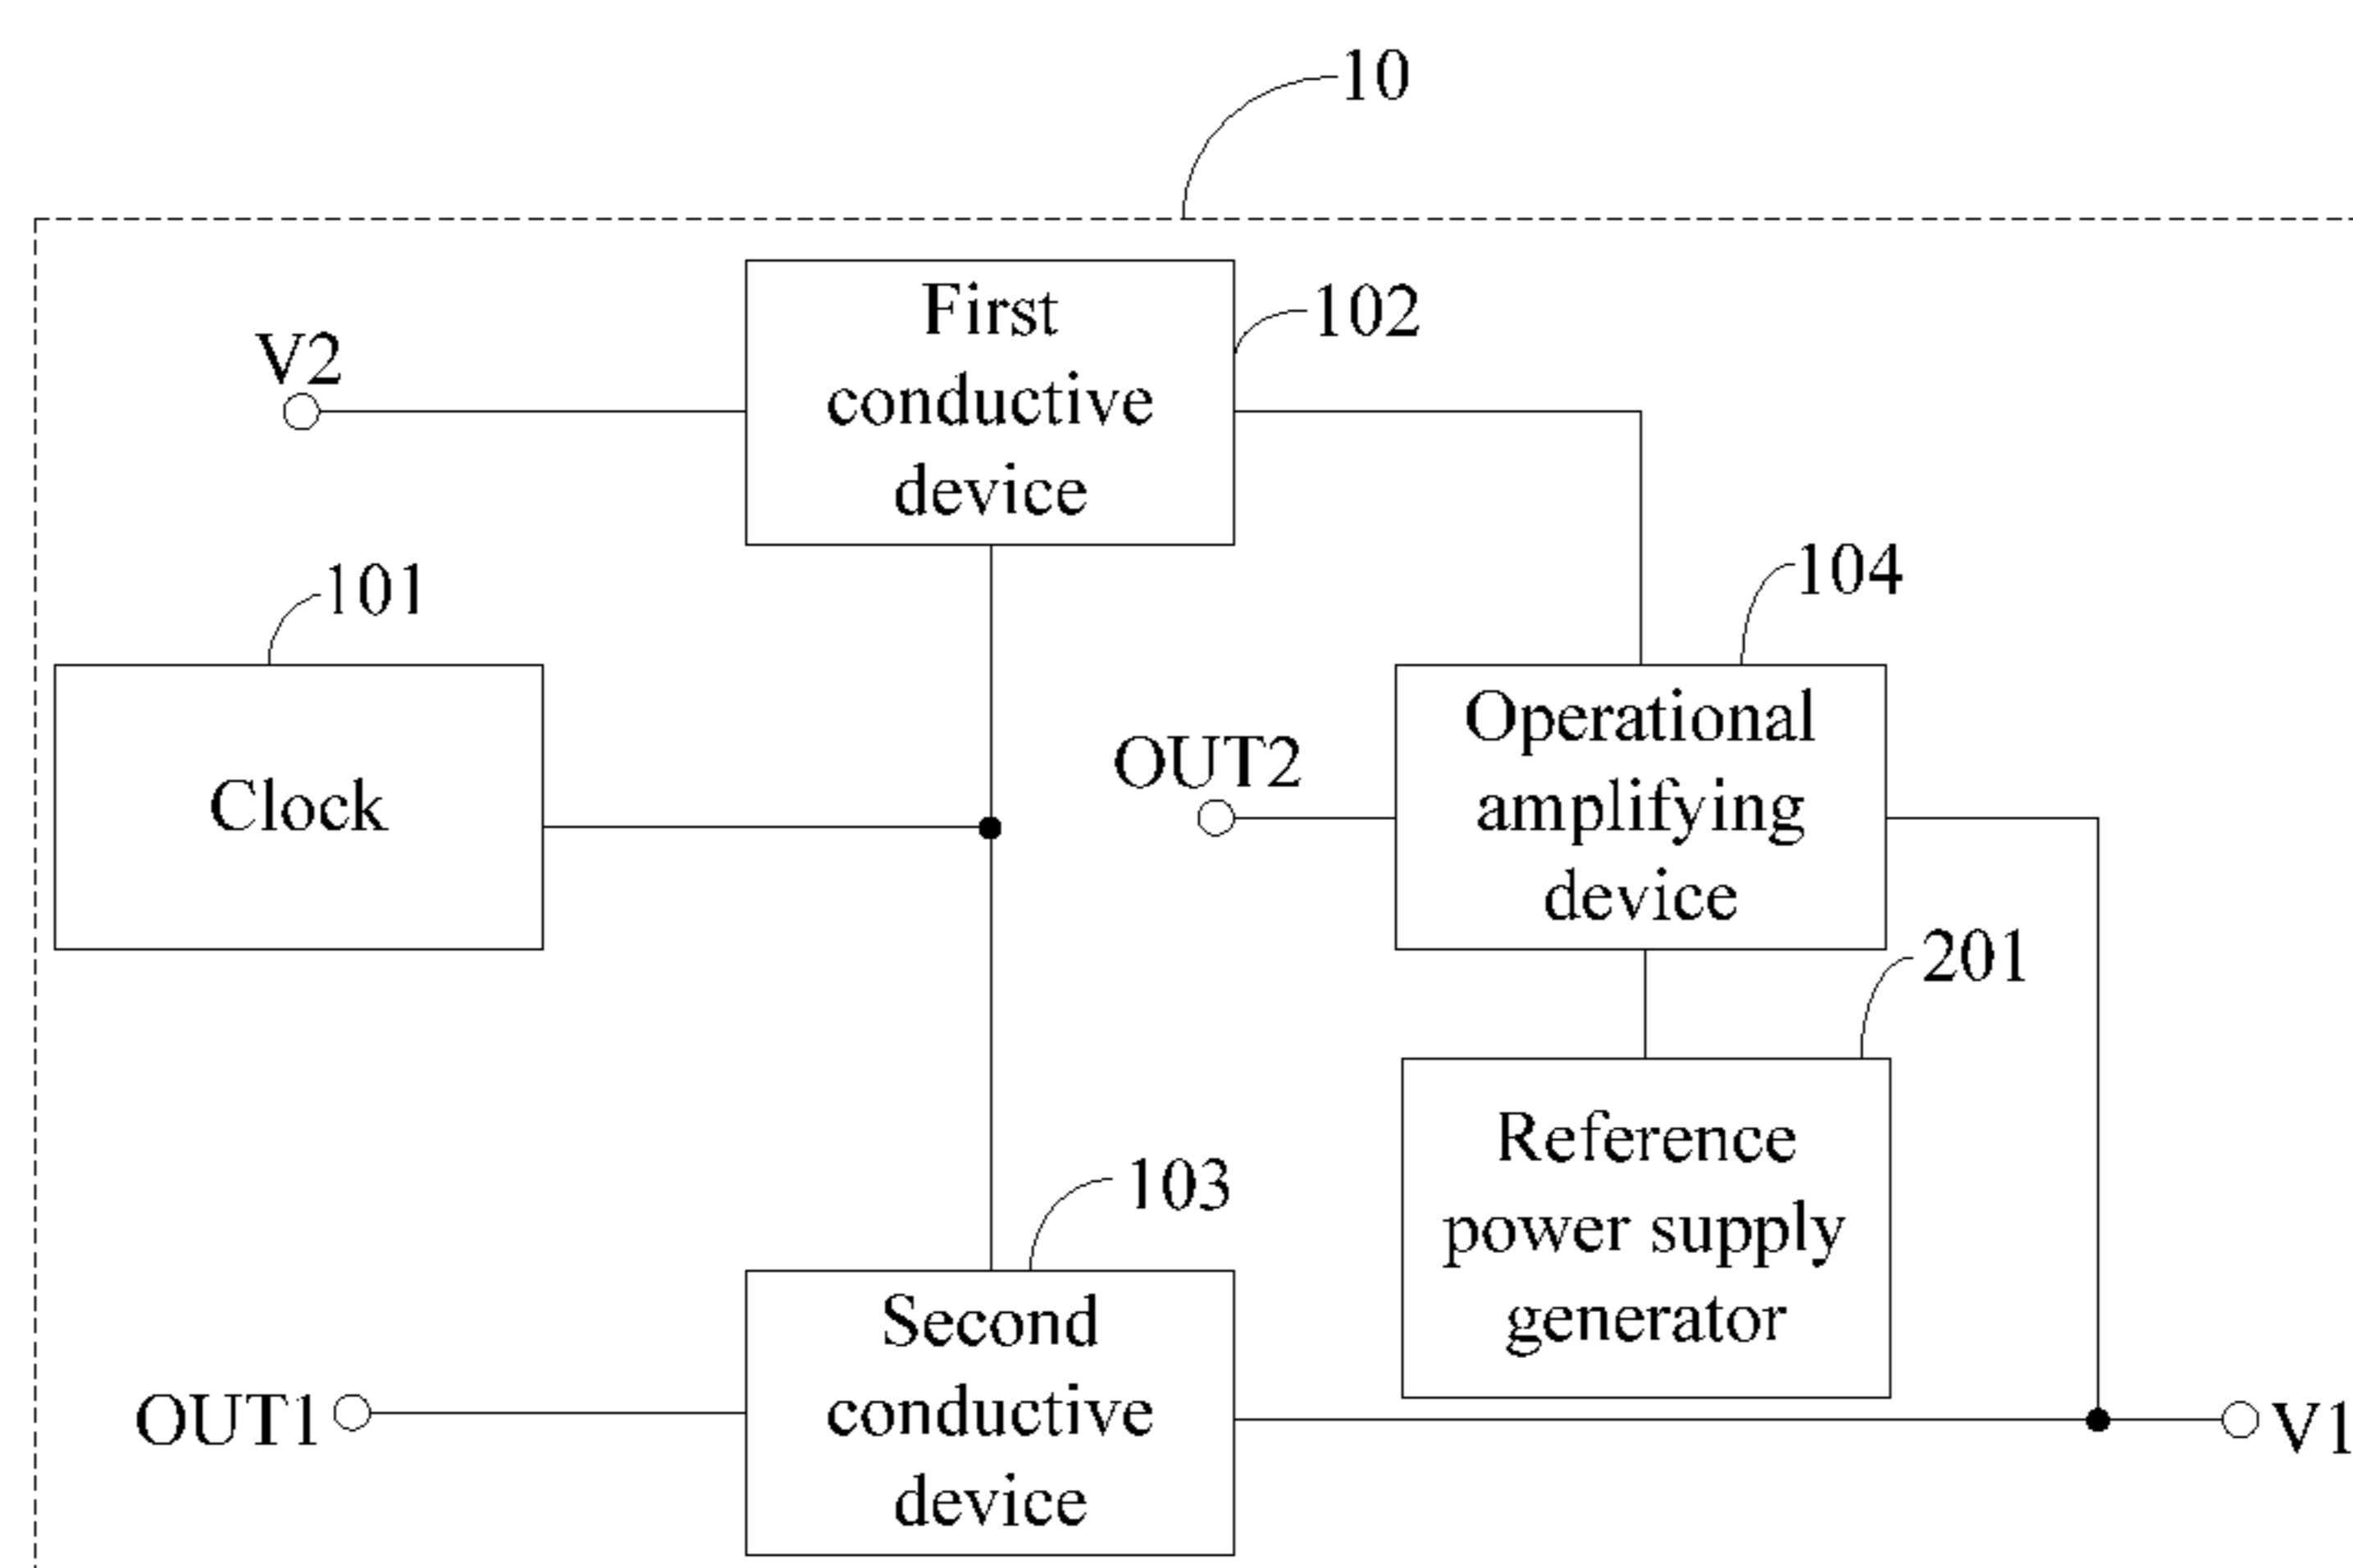 10
First
conductive
device
102
V2
101
Clock
104
Operational
amplifying
device
OUT2
201
Reference
power supply
generator
103
Second
conductive
device
OUT1
V1